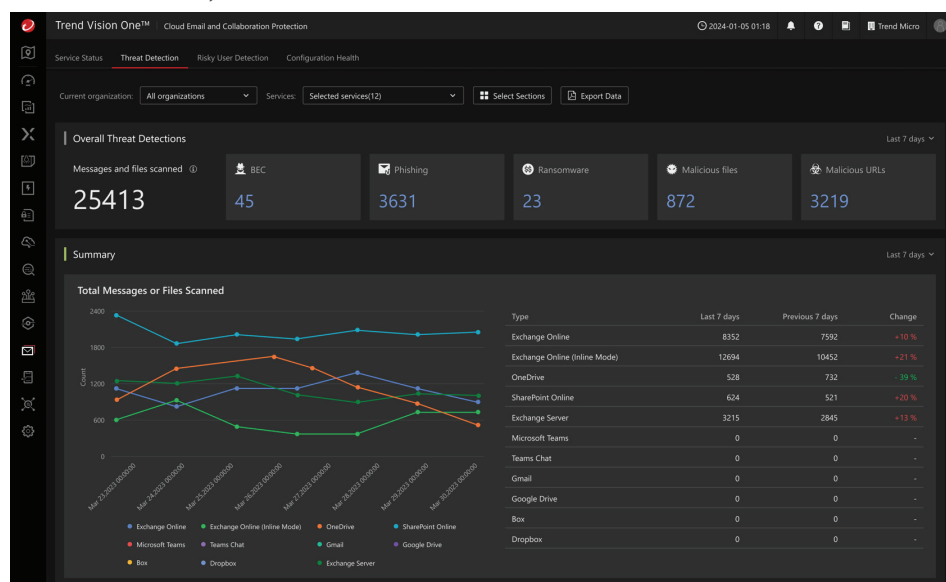 Trend Vision One™ Cloud Email and Collaboration Protection 2024-01-05 01:18 Trend Micro
Service Status Threat Detection Risky User Detection Configuration Health
Current organization: All organizations Services: Selected services(12) Select Sections Export Data
Overall Threat Detections Last 7 days
Messages and files scanned BEC Phishing Ransomware Malicious files Malicious URLs
25413 45 3631 23 872 3219
Summary Last 7 days
Total Messages or Files Scanned
Type Last 7 days Previous 7 days Change
Exchange Online 8352 7592 +10 %
Exchange Online (Inline Mode) 12694 10452 +21 %
OneDrive 528 732 - 39 %
SharePoint Online 624 521 +20 %
Exchange Server 3215 2845 +13 %
Microsoft Teams 0 0 -
Teams Chat 0 0 -
Gmail 0 0 -
Google Drive 0 0 -
Box 0 0 -
Dropbox 0 0 -
Count
2400
1800
1200
600
0
Mar 23,2023 00:00:00
Mar 24,2023 00:00:00
Mar 25,2023 00:00:00
Mar 26,2023 00:00:00
Mar 27,2023 00:00:00
Mar 28,2023 00:00:00
Mar 29,2023 00:00:00
Mar 30,2023 00:00:00
Exchange Online Exchange Online (Inline Mode) OneDrive SharePoint Online
Microsoft Teams Teams Chat Gmail Google Drive
Box Dropbox Exchange Server